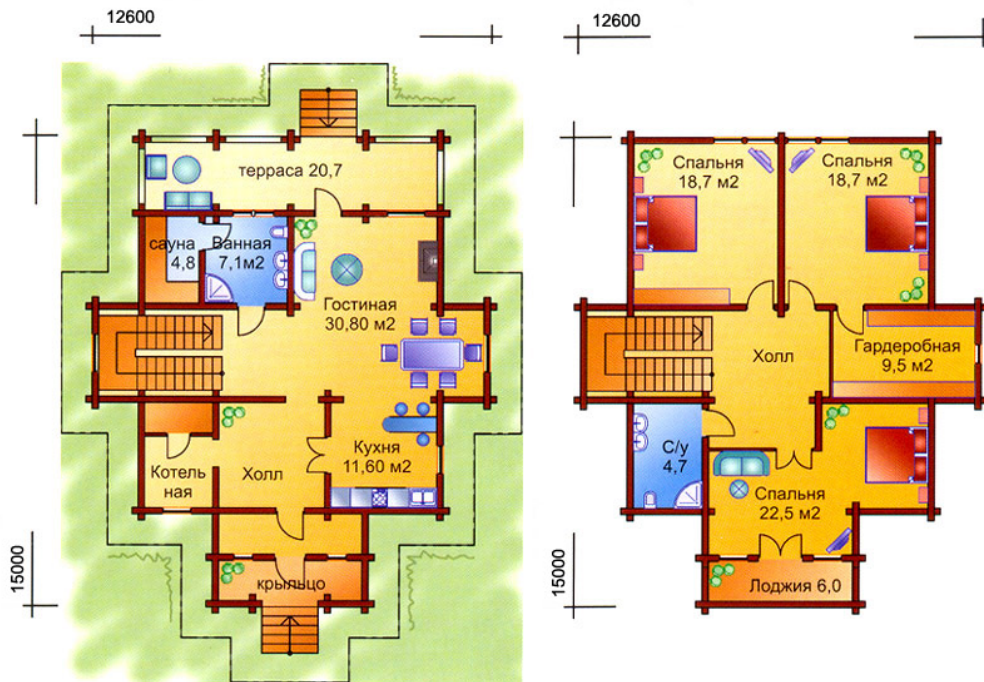 12600
12600
терраса 20,7
сауна
4,8
Ванная
7,1м2
Гостиная
30,80 м2
Кухня
11,60 м2
Холл
Котель
ная
крыльцо
15000
Спальня
18,7 м2
Спальня
18,7 м2
Холл
Гардеробная
9,5 м2
С/у
4,7
Спальня
22,5 м2
Лоджия 6,0
15000